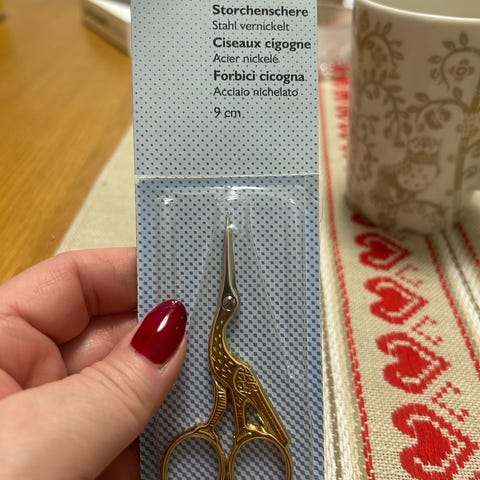 Storchenschere
Stahl vernickelt
Ciseaux cigogne
Acier nickelé
Forbici cicogna
Acciaio nichelato
9 cm